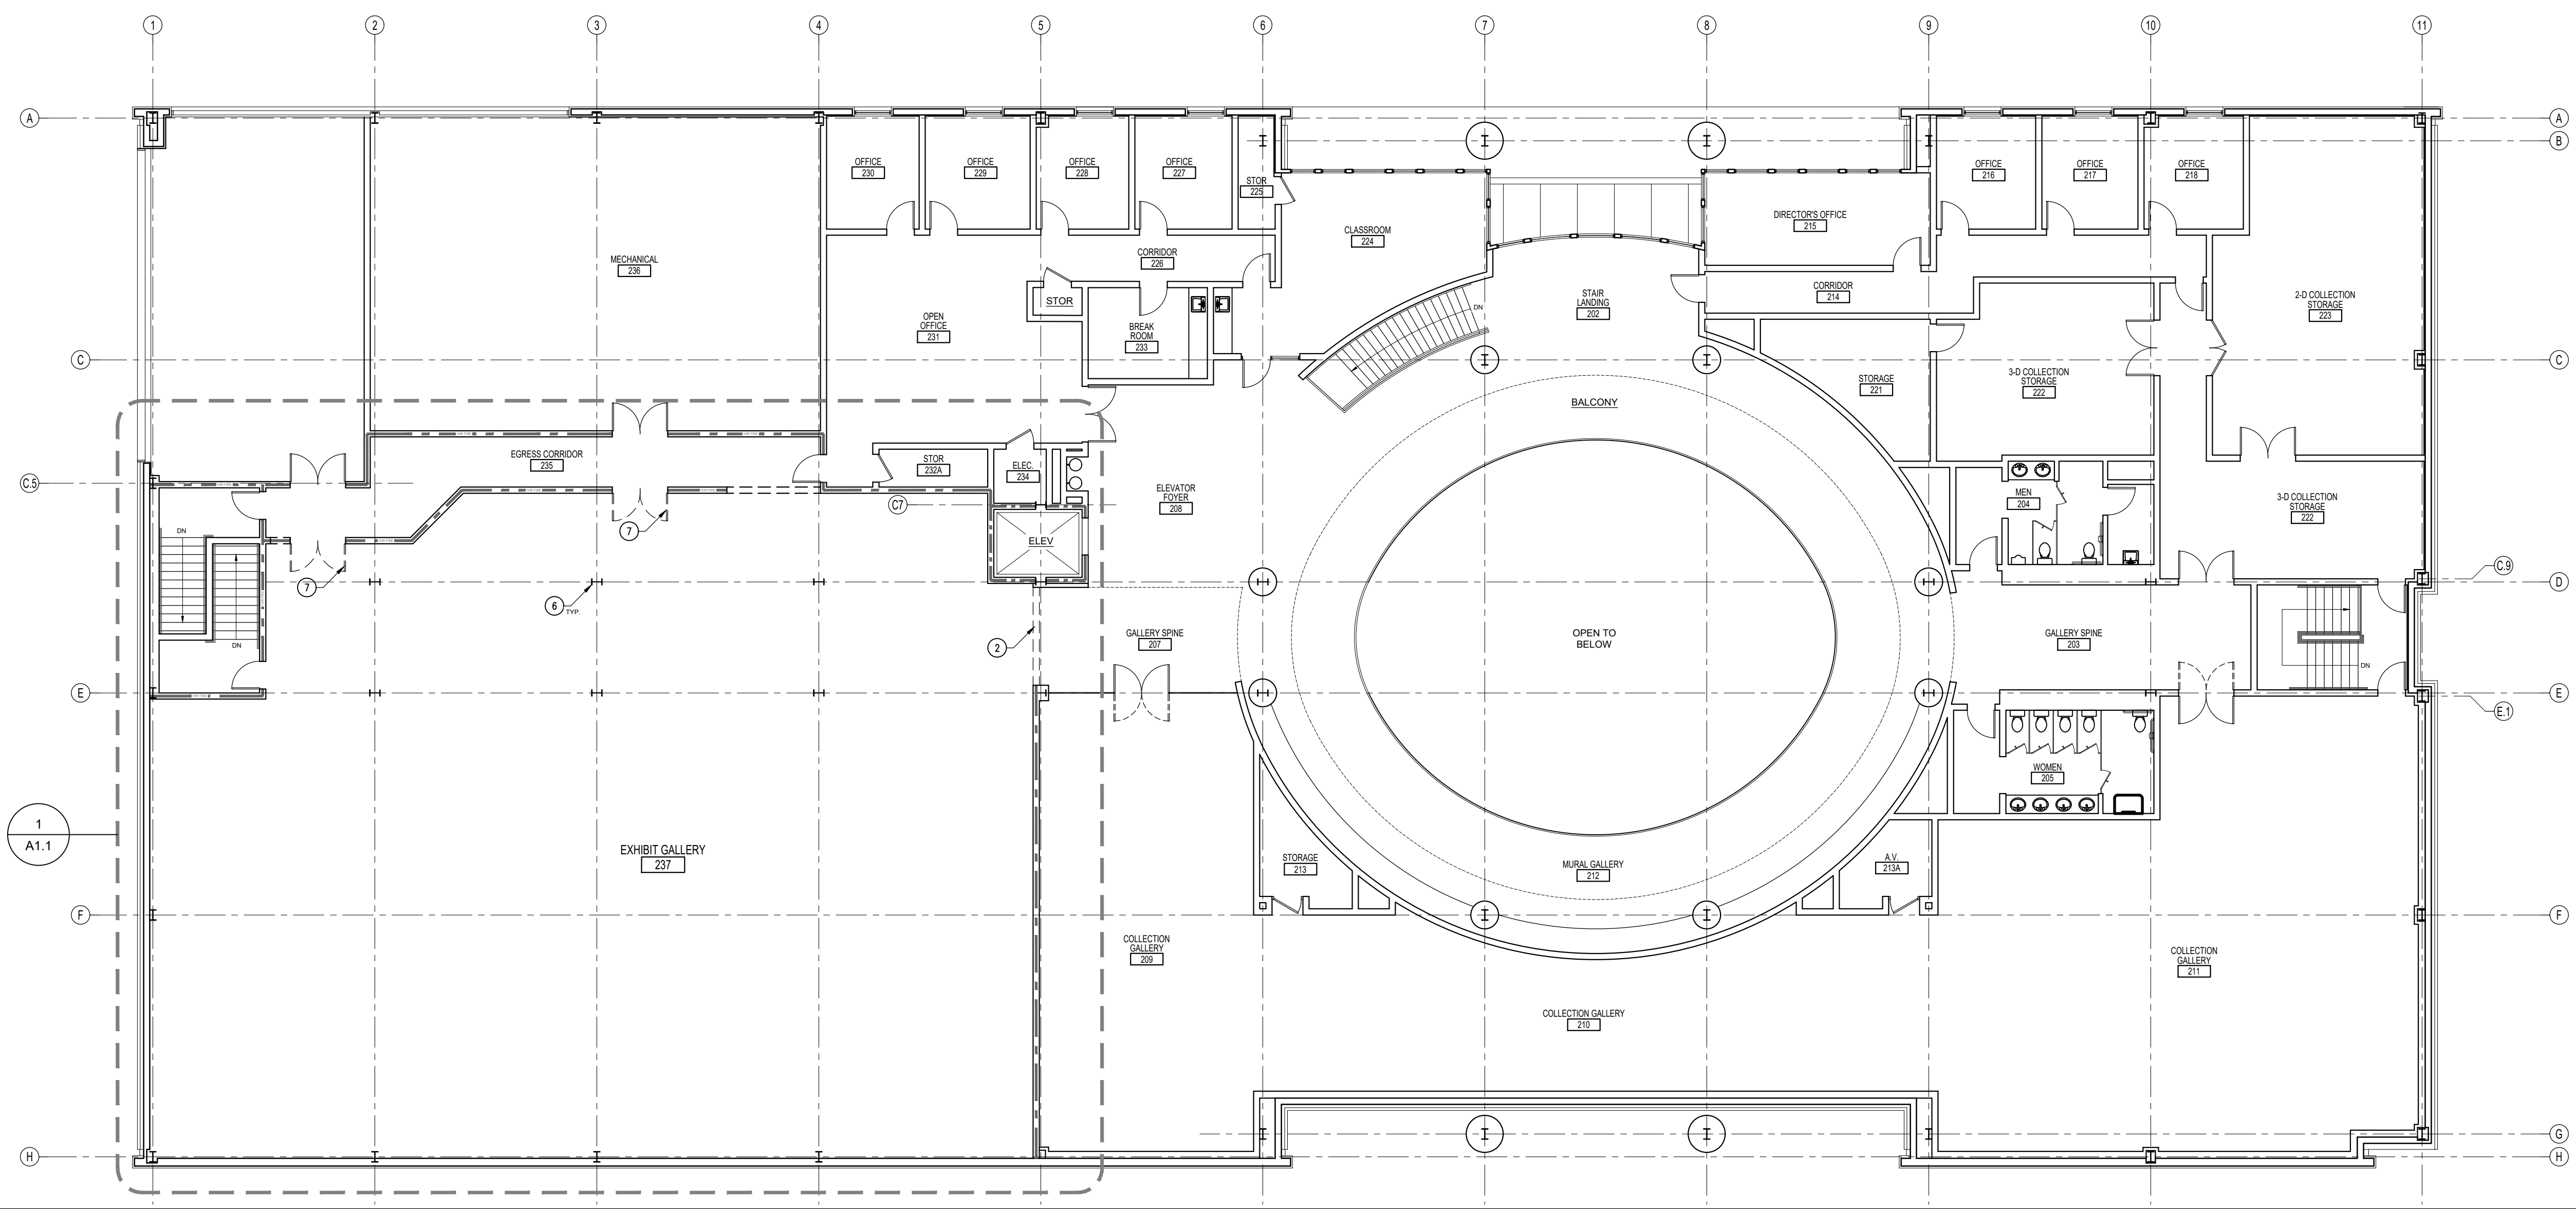 1 2 3 4 5 6 7 8 9 10 11
A A
B
OFFICE
230
OFFICE
229
OFFICE
228
OFFICE
227
STOR
225
OFFICE
216
OFFICE
217
OFFICE
218
CLASSROOM
224
DIRECTOR'S OFFICE
215
MECHANICAL
236
CORRIDOR
226
STOR
OPEN
OFFICE
231
BREAK
ROOM
233
DN
STAIR
LANDING
202
CORRIDOR
214
2-D COLLECTION
STORAGE
223
C C
STORAGE
221
3-D COLLECTION
STORAGE
222
BALCONY
EGRESS CORRIDOR
235
STOR
232A
ELEC.
234
C.5
C7
ELEVATOR
FOYER
208
MEN
204
3-D COLLECTION
STORAGE
222
DN
7
7
ELEV
6
TYP.
C.9
D
2
GALLERY SPINE
207
OPEN TO
BELOW
GALLERY SPINE
203
DN
DN
E E
E.1
WOMEN
205
1
A1.1
EXHIBIT GALLERY
237
STORAGE
213
MURAL GALLERY
212
A.V.
213A
F F
COLLECTION
GALLERY
209
COLLECTION
GALLERY
211
COLLECTION GALLERY
210
G
H H